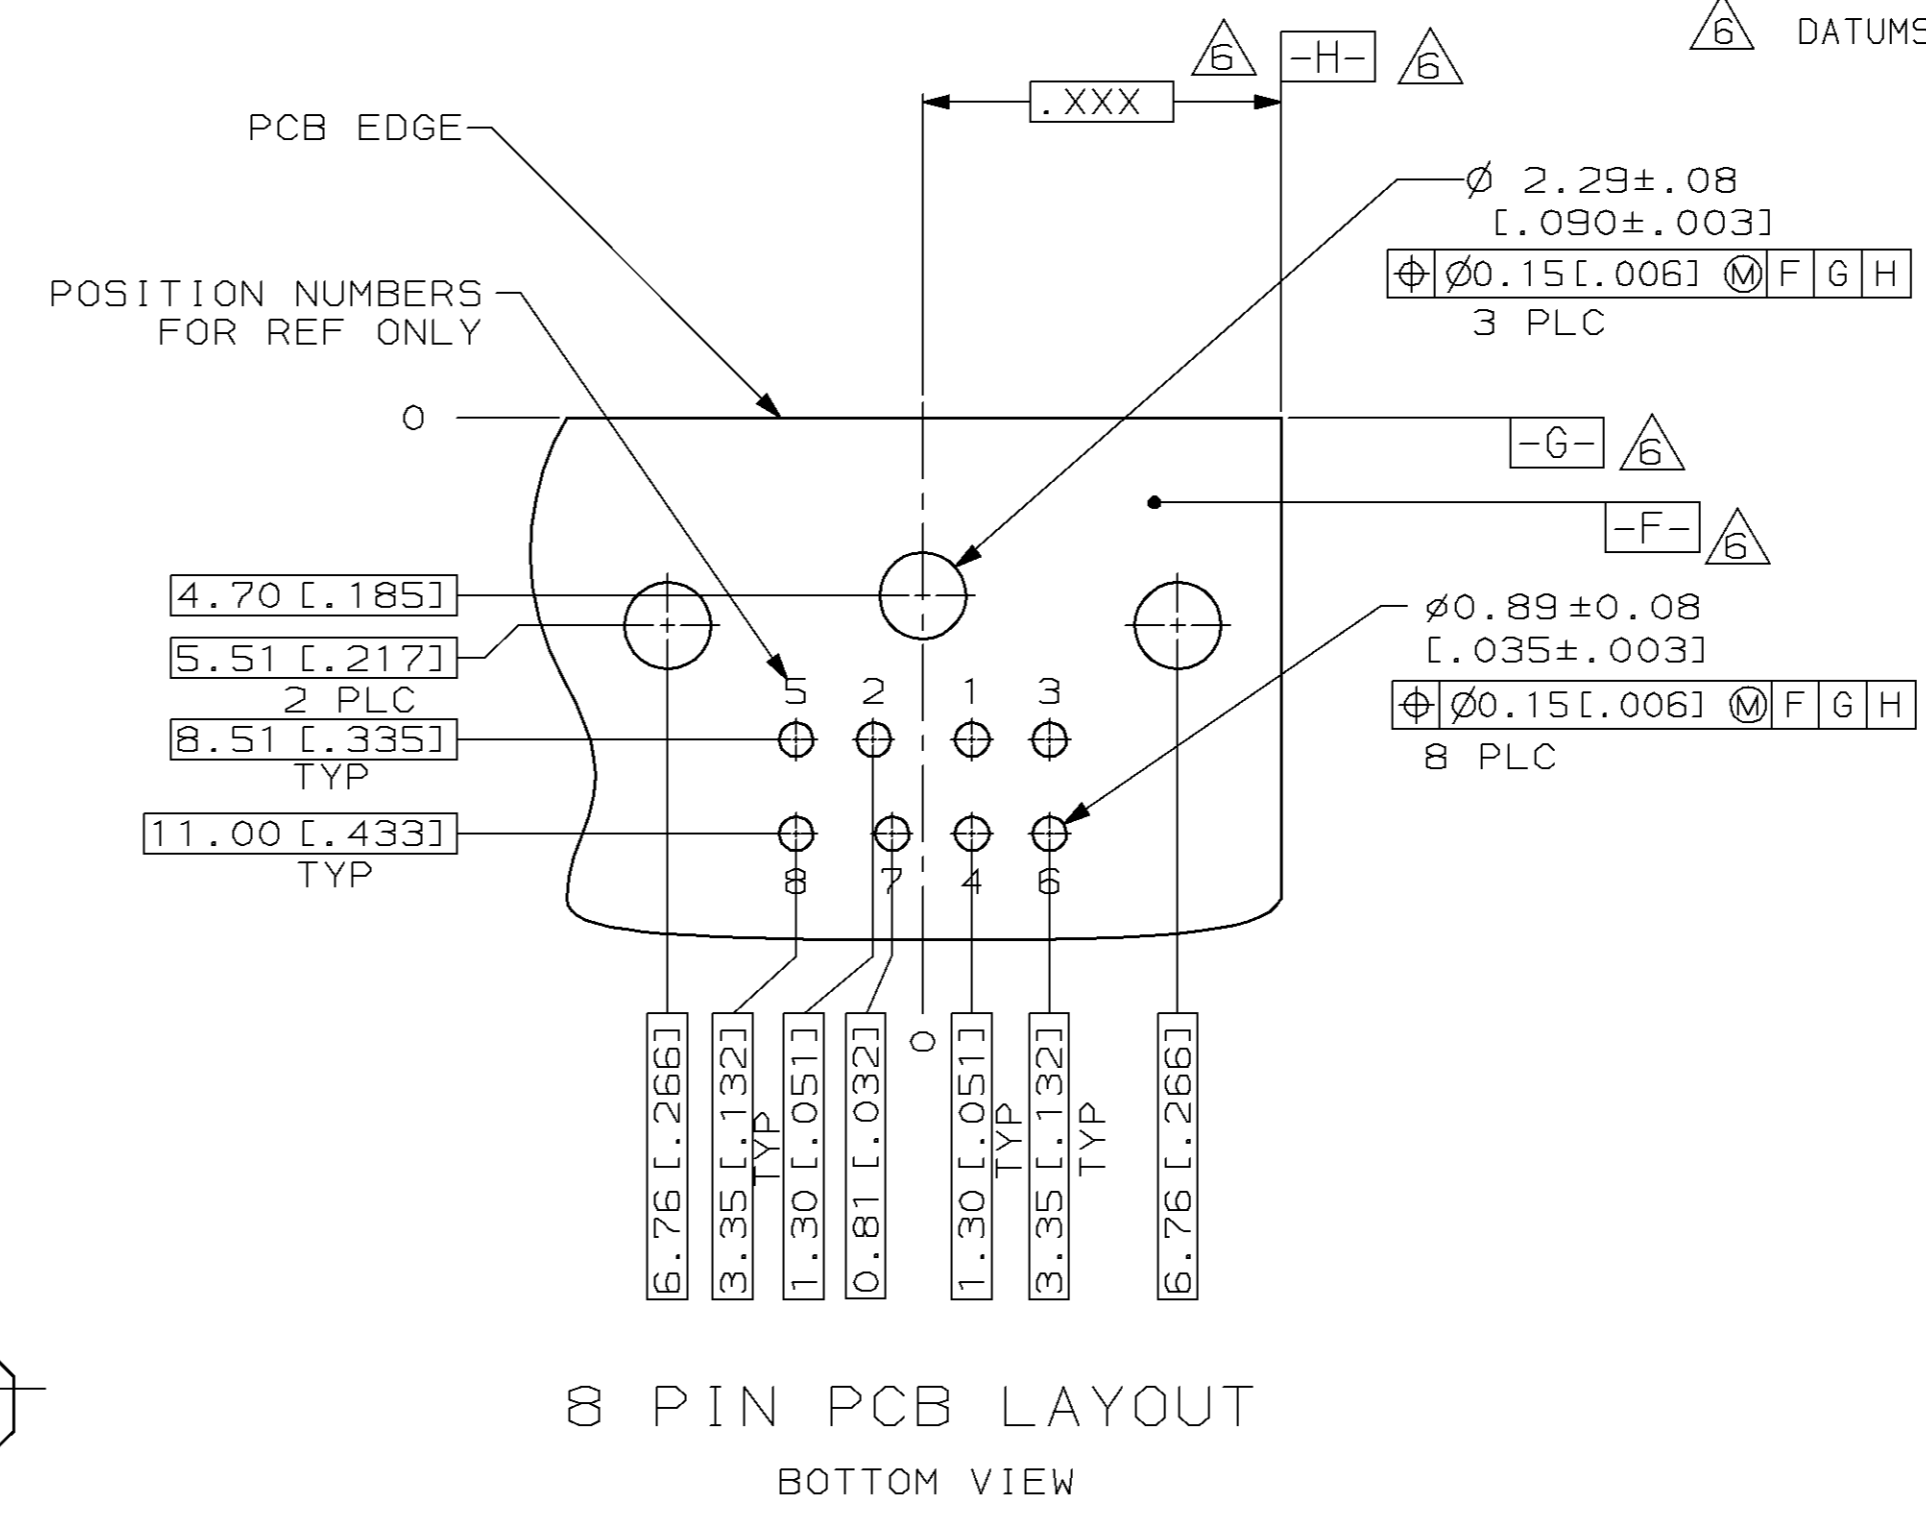 6 DATUMS
6 -H- 6
.XXX
PCB EDGE
Ø 2.29±.08
[.090±.003]
⌖ Ø0.15[.006] Ⓜ F G H
3 PLC
POSITION NUMBERS
FOR REF ONLY
0
-G- 6
-F- 6
4.70 [.185]
5.51 [.217]
2 PLC
8.51 [.335]
TYP
11.00 [.433]
TYP
Ø0.89±0.08
[.035±.003]
⌖ Ø0.15[.006] Ⓜ F G H
8 PLC
5 2 1 3
8 7 4 6
6.76 [.266]
3.35 [.132]
TYP
1.30 [.051]
0.81 [.032]
0
1.30 [.051]
TYP
3.35 [.132]
TYP
6.76 [.266]
8 PIN PCB LAYOUT
BOTTOM VIEW